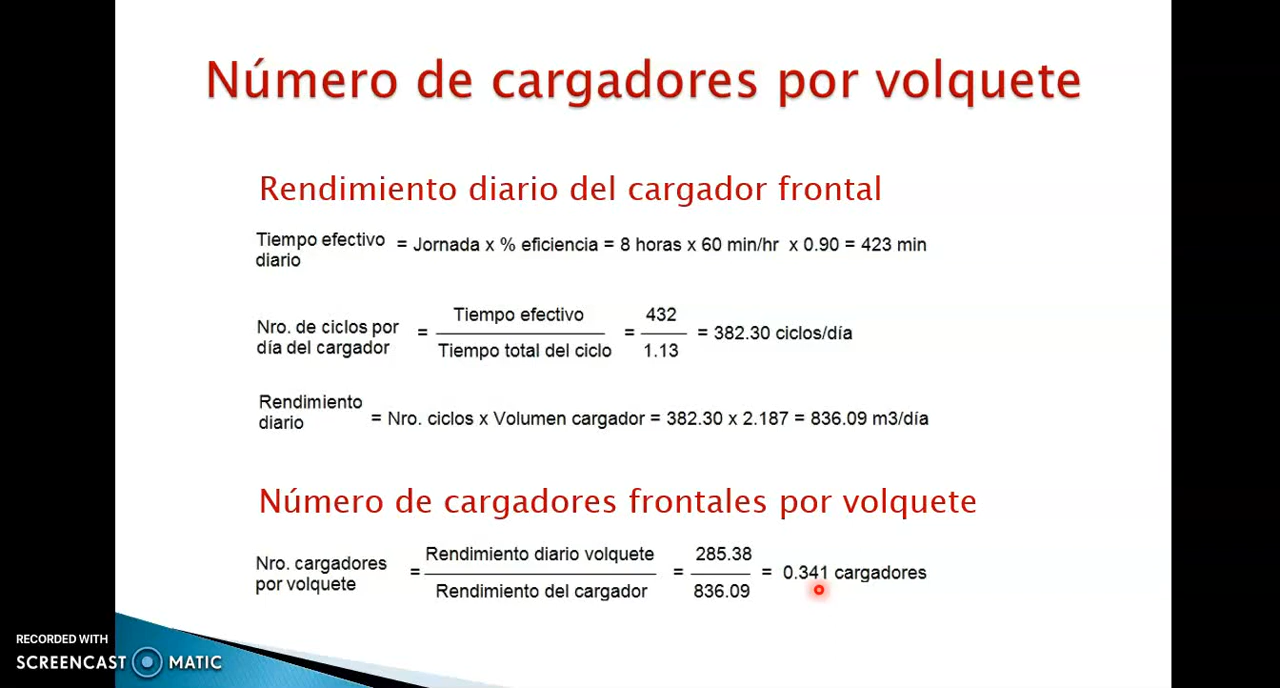 Número de cargadores por volquete
Rendimiento diario del cargador frontal
Tiempo efectivo diario = Jornada x % eficiencia = 8 horas x 60 min/hr x 0.90 = 423 min
Nro. de ciclos por día del cargador = Tiempo efectivo / Tiempo total del ciclo = 432 / 1.13 = 382.30 ciclos/día
Rendimiento diario = Nro. ciclos x Volumen cargador = 382.30 x 2.187 = 836.09 m3/día
Número de cargadores frontales por volquete
Nro. cargadores por volquete = Rendimiento diario volquete / Rendimiento del cargador = 285.38 / 836.09 = 0.341 cargadores
RECORDED WITH
SCREENCAST MATIC